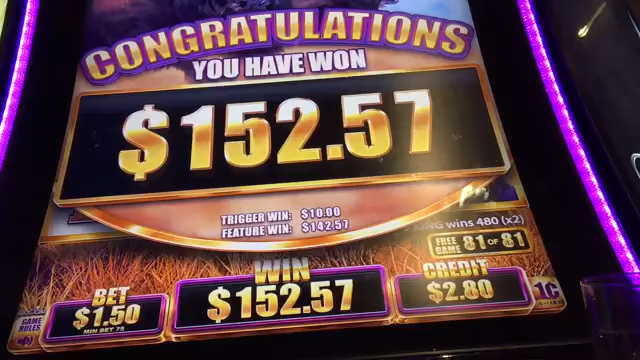 CONGRATULATIONS
YOU HAVE WON
$152.57
TRIGGER WIN: $10.00
FEATURE WIN: $142.57
KING wins 480 (x2)
FREE GAME 81 OF 81
BET
$1.50
MIN BET 75
WIN
$152.57
CREDIT
$2.80
1¢
GAME RULES